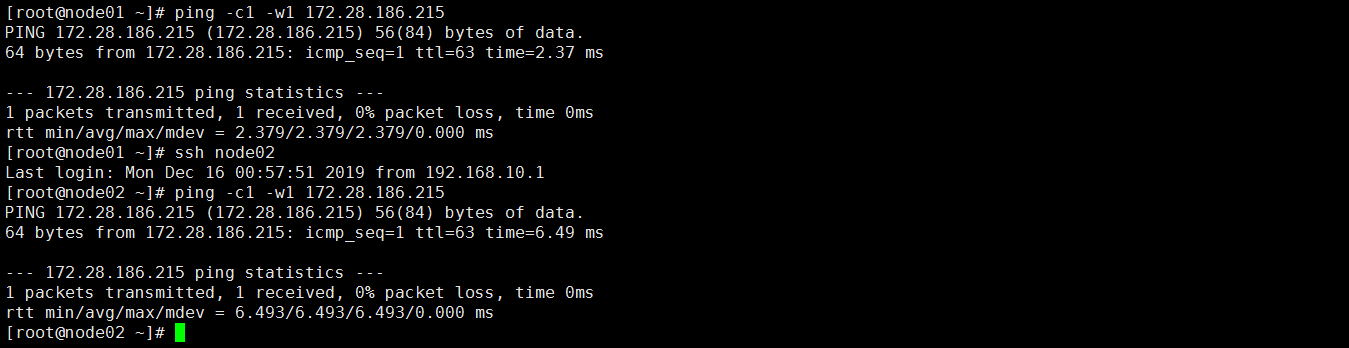 [root@node01 ~]# ping -c1 -w1 172.28.186.215
PING 172.28.186.215 (172.28.186.215) 56(84) bytes of data.
64 bytes from 172.28.186.215: icmp_seq=1 ttl=63 time=2.37 ms
--- 172.28.186.215 ping statistics ---
1 packets transmitted, 1 received, 0% packet loss, time 0ms
rtt min/avg/max/mdev = 2.379/2.379/2.379/0.000 ms
[root@node01 ~]# ssh node02
Last login: Mon Dec 16 00:57:51 2019 from 192.168.10.1
[root@node02 ~]# ping -c1 -w1 172.28.186.215
PING 172.28.186.215 (172.28.186.215) 56(84) bytes of data.
64 bytes from 172.28.186.215: icmp_seq=1 ttl=63 time=6.49 ms
--- 172.28.186.215 ping statistics ---
1 packets transmitted, 1 received, 0% packet loss, time 0ms
rtt min/avg/max/mdev = 6.493/6.493/6.493/0.000 ms
[root@node02 ~]#